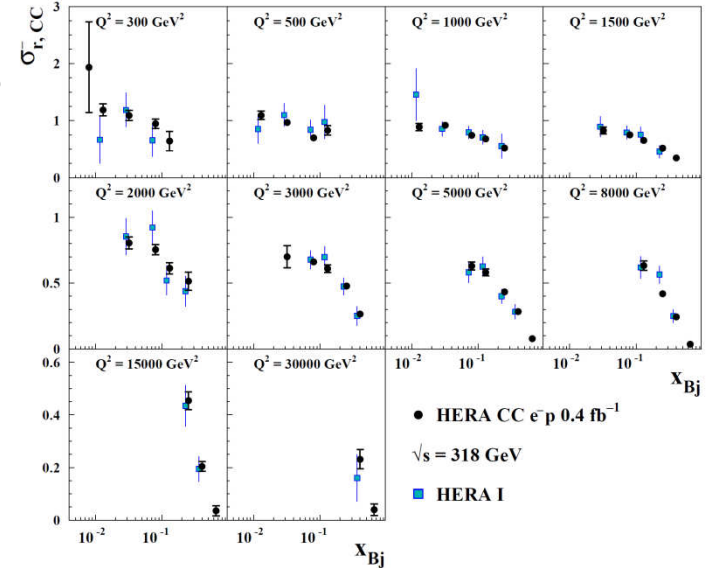 σ⁻r, CC
Q² = 300 GeV²
Q² = 500 GeV²
Q² = 1000 GeV²
Q² = 1500 GeV²
3
2
1
0
Q² = 2000 GeV²
Q² = 3000 GeV²
Q² = 5000 GeV²
Q² = 8000 GeV²
1
0.5
0
Q² = 15000 GeV²
Q² = 30000 GeV²
0.6
0.4
0.2
0
10⁻² 10⁻¹
10⁻² 10⁻¹
10⁻² 10⁻¹
10⁻² 10⁻¹
xBj
xBj
HERA CC e⁻p 0.4 fb⁻¹
√s = 318 GeV
HERA I